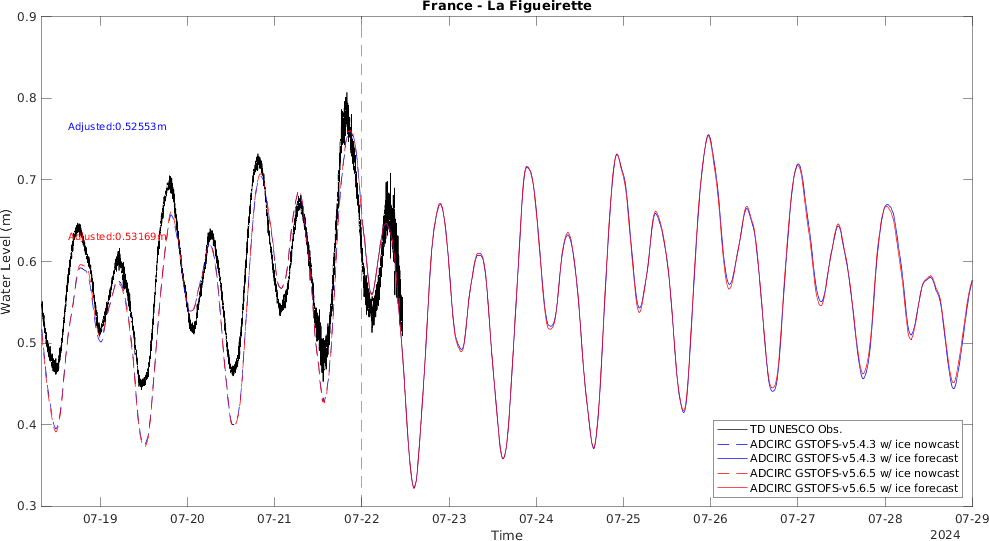 France - La Figueirette
0.9
0.8
0.7
0.6
0.5
0.4
0.3
Water Level (m)
Adjusted:0.52553m
Adjusted:0.53169m
TD UNESCO Obs.
ADCIRC GSTOFS-v5.4.3 w/ ice nowcast
ADCIRC GSTOFS-v5.4.3 w/ ice forecast
ADCIRC GSTOFS-v5.6.5 w/ ice nowcast
ADCIRC GSTOFS-v5.6.5 w/ ice forecast
07-19 07-20 07-21 07-22 07-23 07-24 07-25 07-26 07-27 07-28 07-29
Time
2024